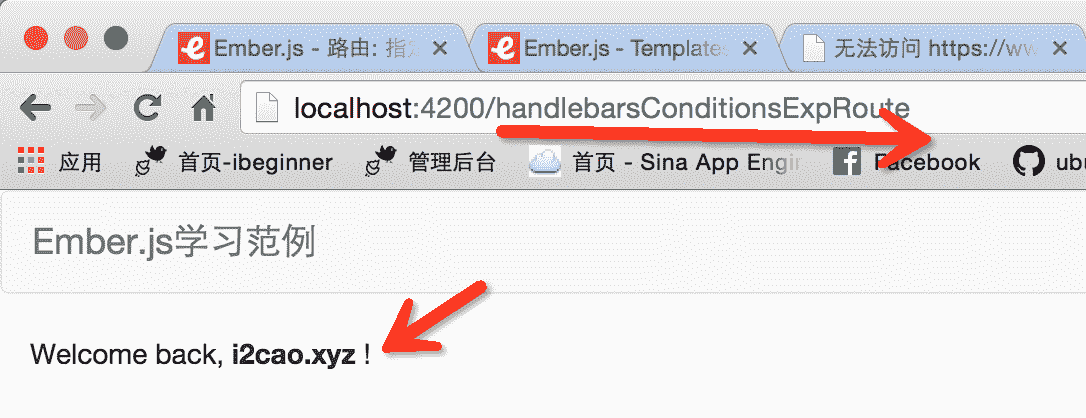 Ember.js - 路由: 指
Ember.js - Templates
无法访问 https://ww
localhost:4200/handlebarsConditionsExpRoute
应用 首页-ibeginner 管理后台 首页 - Sina App Engin Facebook ubu
Ember.js学习范例
Welcome back, i2cao.xyz !